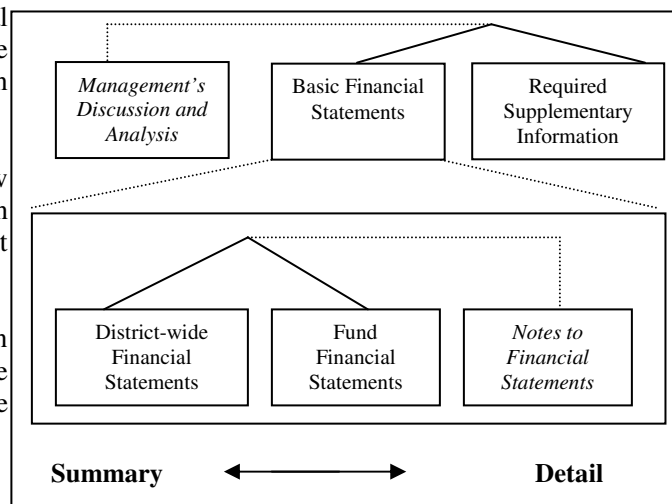 Management's
Discussion and
Analysis
Basic Financial
Statements
Required
Supplementary
Information
District-wide
Financial
Statements
Fund
Financial
Statements
Notes to
Financial
Statements
Summary
Detail